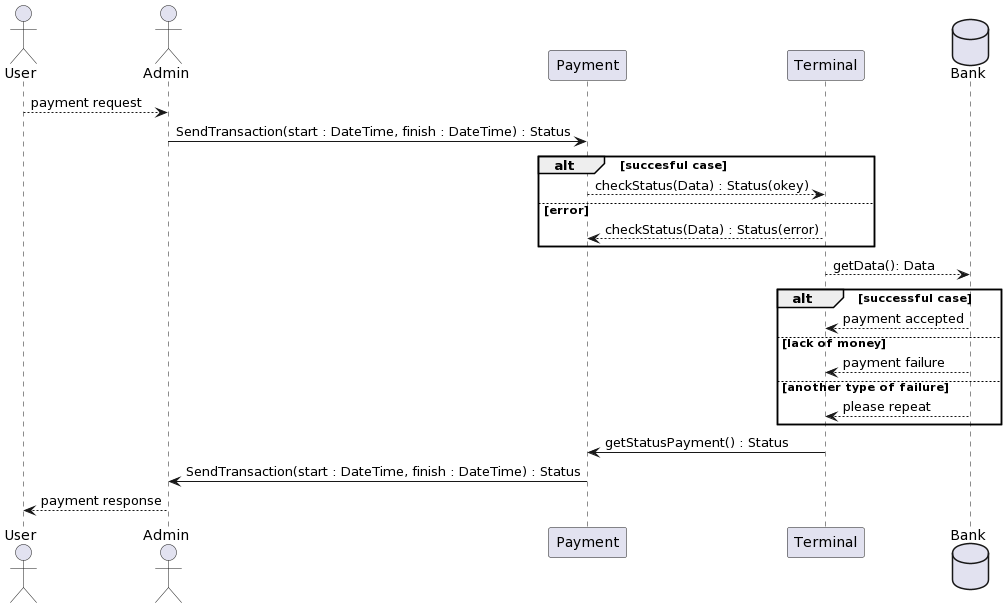 User
Admin
Payment
Terminal
Bank
payment request
SendTransaction(start : DateTime, finish : DateTime) : Status
alt [succesful case]
checkStatus(Data) : Status(okey)
[error]
checkStatus(Data) : Status(error)
getData(): Data
alt [successful case]
payment accepted
[lack of money]
payment failure
[another type of failure]
please repeat
getStatusPayment() : Status
SendTransaction(start : DateTime, finish : DateTime) : Status
payment response
User
Admin
Payment
Terminal
Bank